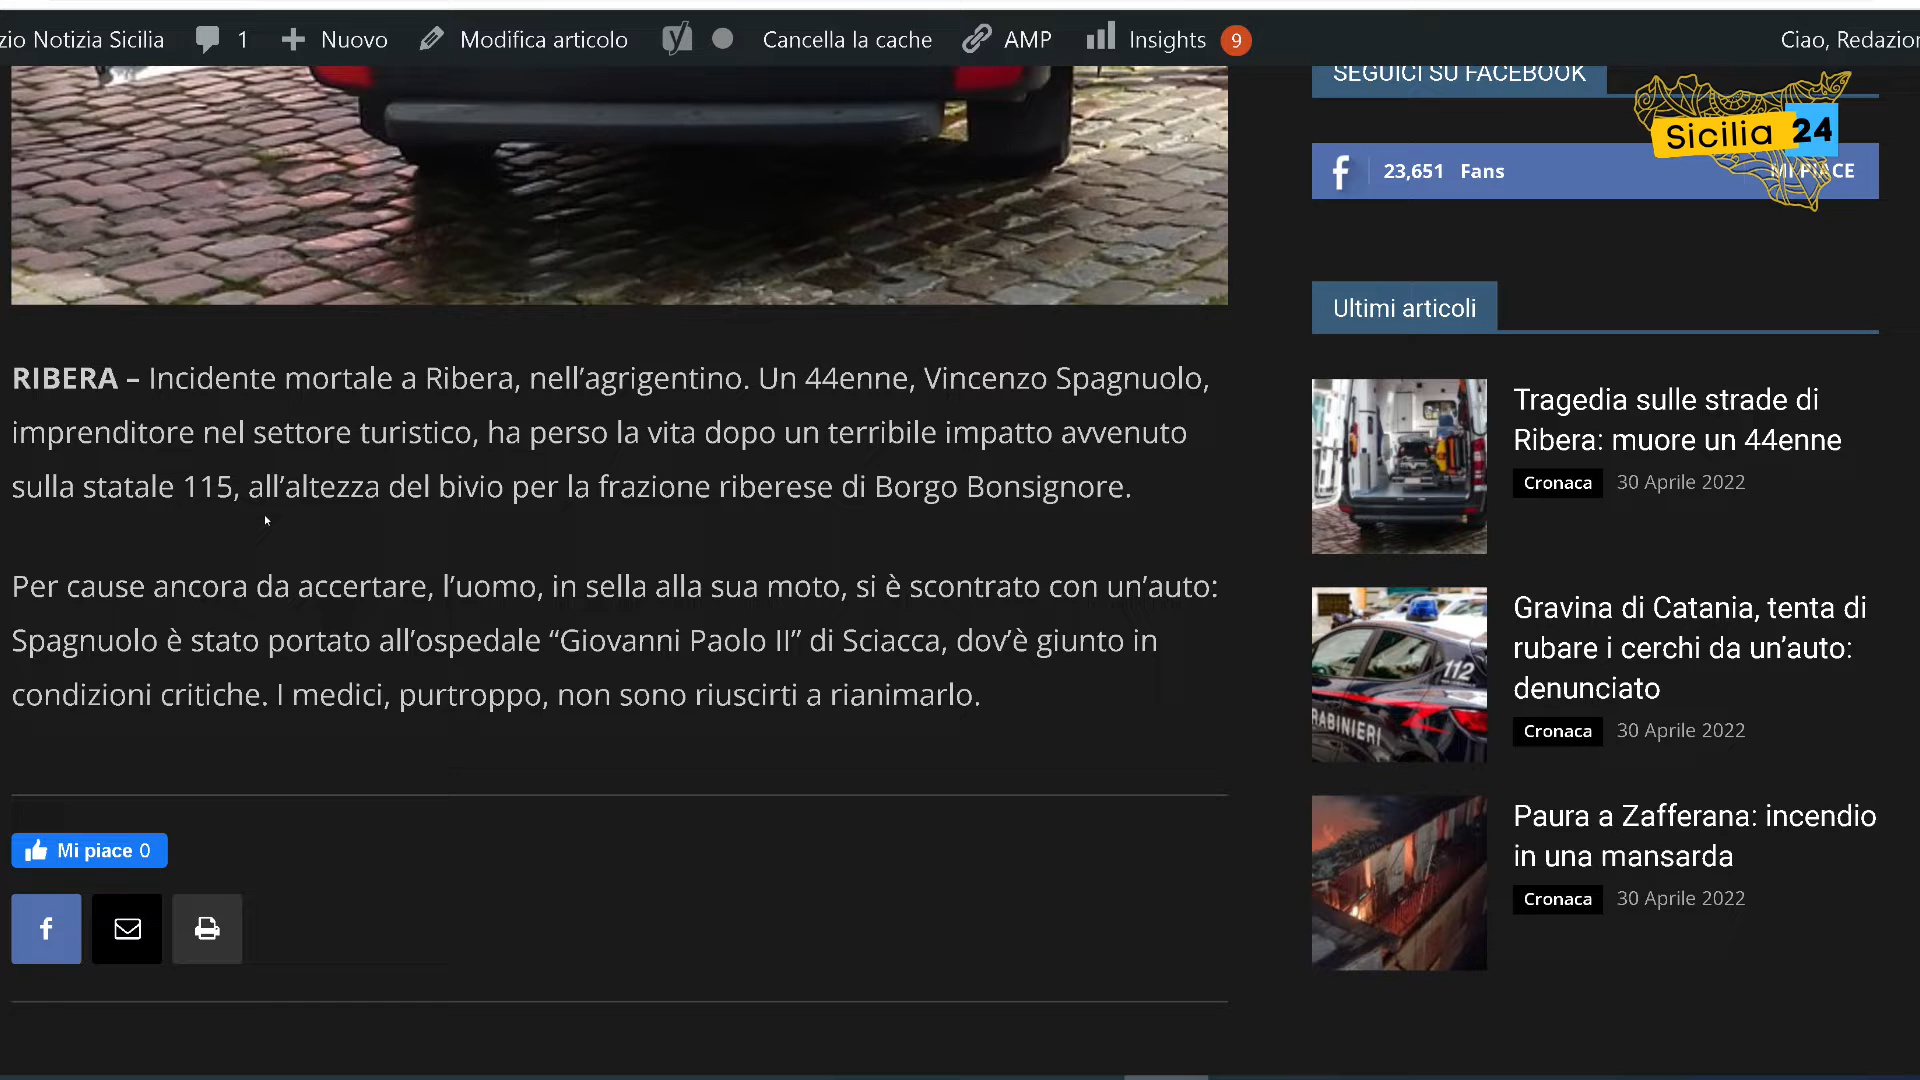 zio Notizia Sicilia 1 Nuovo Modifica articolo Cancella la cache AMP Insights 9 Ciao, Redazion
SEGUICI SU FACEBOOK
Sicilia 24
23,651 Fans MI PIACE
Ultimi articoli
RIBERA – Incidente mortale a Ribera, nell’agrigentino. Un 44enne, Vincenzo Spagnuolo,
imprenditore nel settore turistico, ha perso la vita dopo un terribile impatto avvenuto
sulla statale 115, all’altezza del bivio per la frazione riberese di Borgo Bonsignore.
Per cause ancora da accertare, l’uomo, in sella alla sua moto, si è scontrato con un’auto:
Spagnuolo è stato portato all’ospedale “Giovanni Paolo II” di Sciacca, dov’è giunto in
condizioni critiche. I medici, purtroppo, non sono riuscirti a rianimarlo.
Mi piace 0
Tragedia sulle strade di
Ribera: muore un 44enne
Cronaca 30 Aprile 2022
112
RABINIERI
Gravina di Catania, tenta di
rubare i cerchi da un’auto:
denunciato
Cronaca 30 Aprile 2022
Paura a Zafferana: incendio
in una mansarda
Cronaca 30 Aprile 2022